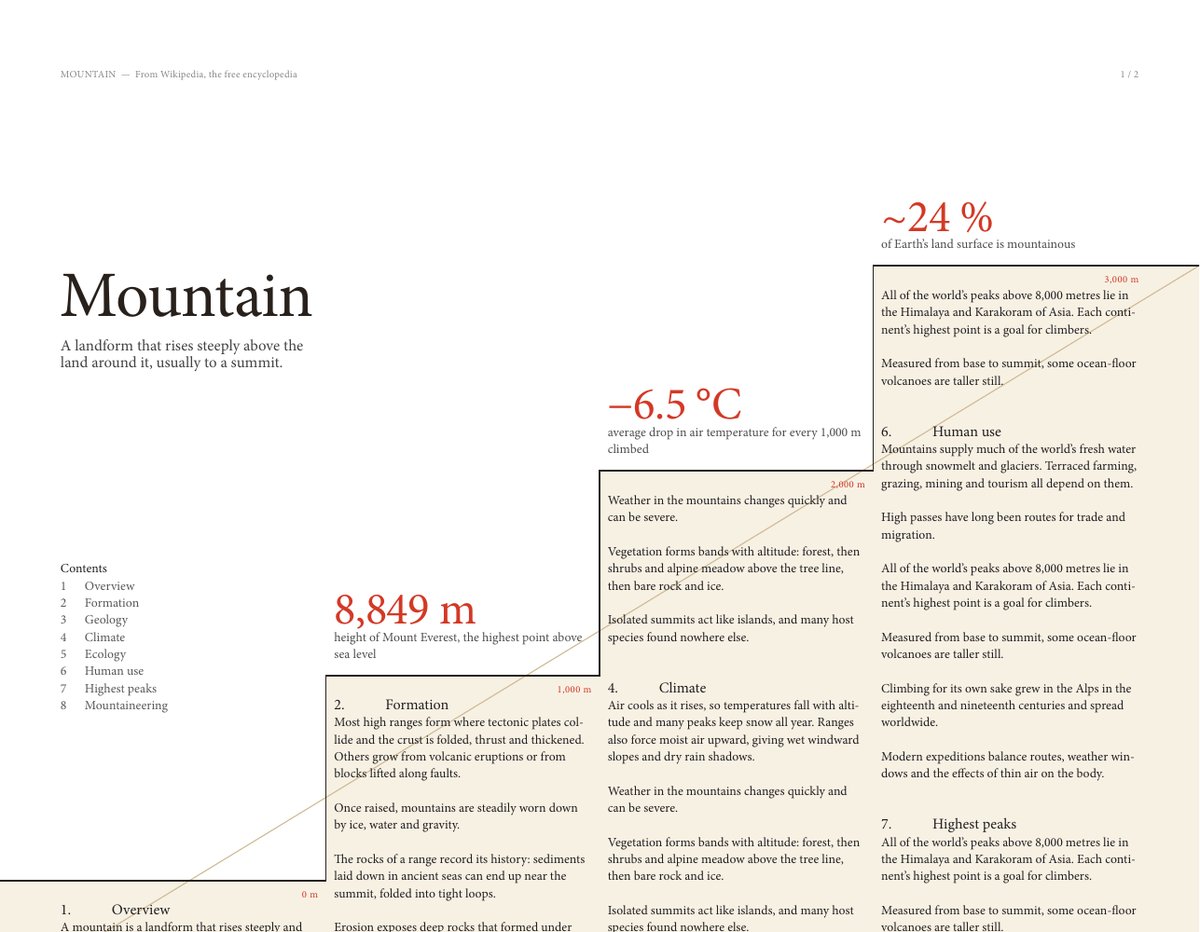 MOUNTAIN — From Wikipedia, the free encyclopedia
1 / 2
Mountain
A landform that rises steeply above the
land around it, usually to a summit.
Contents
1 Overview
2 Formation
3 Geology
4 Climate
5 Ecology
6 Human use
7 Highest peaks
8 Mountaineering
0 m
1. Overview
A mountain is a landform that rises steeply and
8,849 m
height of Mount Everest, the highest point above
sea level
1,000 m
2. Formation
Most high ranges form where tectonic plates col-
lide and the crust is folded, thrust and thickened.
Others grow from volcanic eruptions or from
blocks lifted along faults.
Once raised, mountains are steadily worn down
by ice, water and gravity.
The rocks of a range record its history: sediments
laid down in ancient seas can end up near the
summit, folded into tight loops.
Erosion exposes deep rocks that formed under
−6.5 °C
average drop in air temperature for every 1,000 m
climbed
2,000 m
Weather in the mountains changes quickly and
can be severe.
Vegetation forms bands with altitude: forest, then
shrubs and alpine meadow above the tree line,
then bare rock and ice.
Isolated summits act like islands, and many host
species found nowhere else.
4. Climate
Air cools as it rises, so temperatures fall with alti-
tude and many peaks keep snow all year. Ranges
also force moist air upward, giving wet windward
slopes and dry rain shadows.
Weather in the mountains changes quickly and
can be severe.
Vegetation forms bands with altitude: forest, then
shrubs and alpine meadow above the tree line,
then bare rock and ice.
Isolated summits act like islands, and many host
species found nowhere else.
~24 %
of Earth’s land surface is mountainous
3,000 m
All of the world’s peaks above 8,000 metres lie in
the Himalaya and Karakoram of Asia. Each conti-
nent’s highest point is a goal for climbers.
Measured from base to summit, some ocean-floor
volcanoes are taller still.
6. Human use
Mountains supply much of the world’s fresh water
through snowmelt and glaciers. Terraced farming,
grazing, mining and tourism all depend on them.
High passes have long been routes for trade and
migration.
All of the world’s peaks above 8,000 metres lie in
the Himalaya and Karakoram of Asia. Each conti-
nent’s highest point is a goal for climbers.
Measured from base to summit, some ocean-floor
volcanoes are taller still.
Climbing for its own sake grew in the Alps in the
eighteenth and nineteenth centuries and spread
worldwide.
Modern expeditions balance routes, weather win-
dows and the effects of thin air on the body.
7. Highest peaks
All of the world’s peaks above 8,000 metres lie in
the Himalaya and Karakoram of Asia. Each conti-
nent’s highest point is a goal for climbers.
Measured from base to summit, some ocean-floor
volcanoes are taller still.